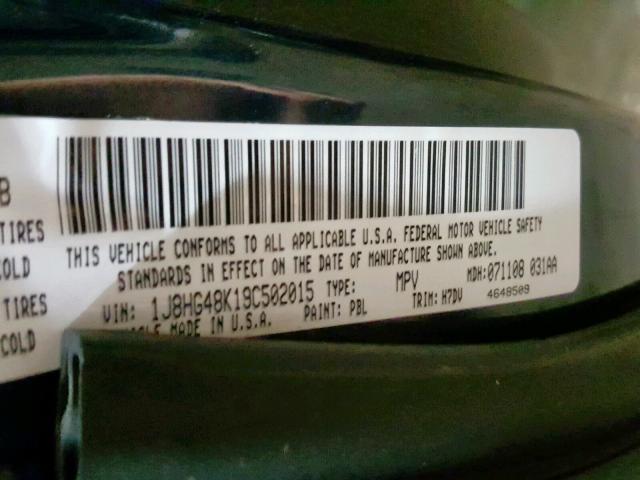 B
TIRES
COLD
TIRES
COLD
THIS VEHICLE CONFORMS TO ALL APPLICABLE U.S.A. FEDERAL MOTOR VEHICLE SAFETY
STANDARDS IN EFFECT ON THE DATE OF MANUFACTURE SHOWN ABOVE.
VIN: 1J8HG48K19C502015 TYPE: MPV MDH:071108 031AA
MADE IN U.S.A. PAINT: PBL TRIM: H7DV 4648509